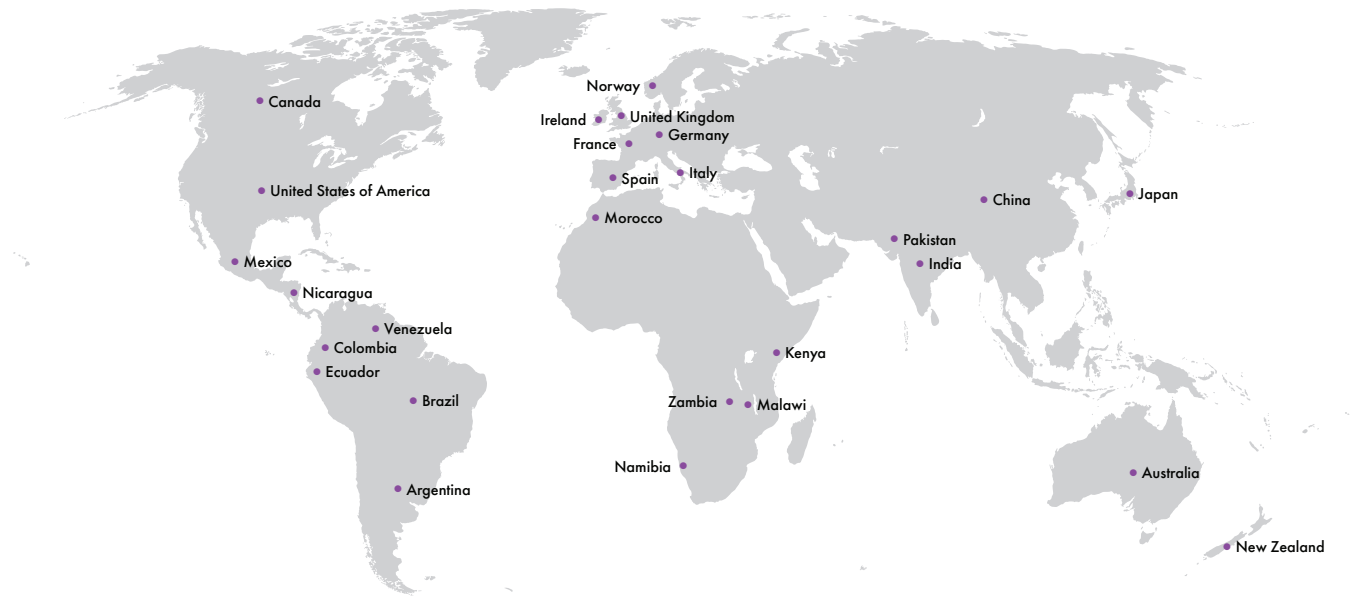 Norway
Canada
United Kingdom
Ireland
Germany
France
Italy
Spain
United States of America
Japan
China
Morocco
Pakistan
Mexico
India
Nicaragua
Venezuela
Colombia
Kenya
Ecuador
Brazil
Zambia
Malawi
Namibia
Australia
Argentina
New Zealand